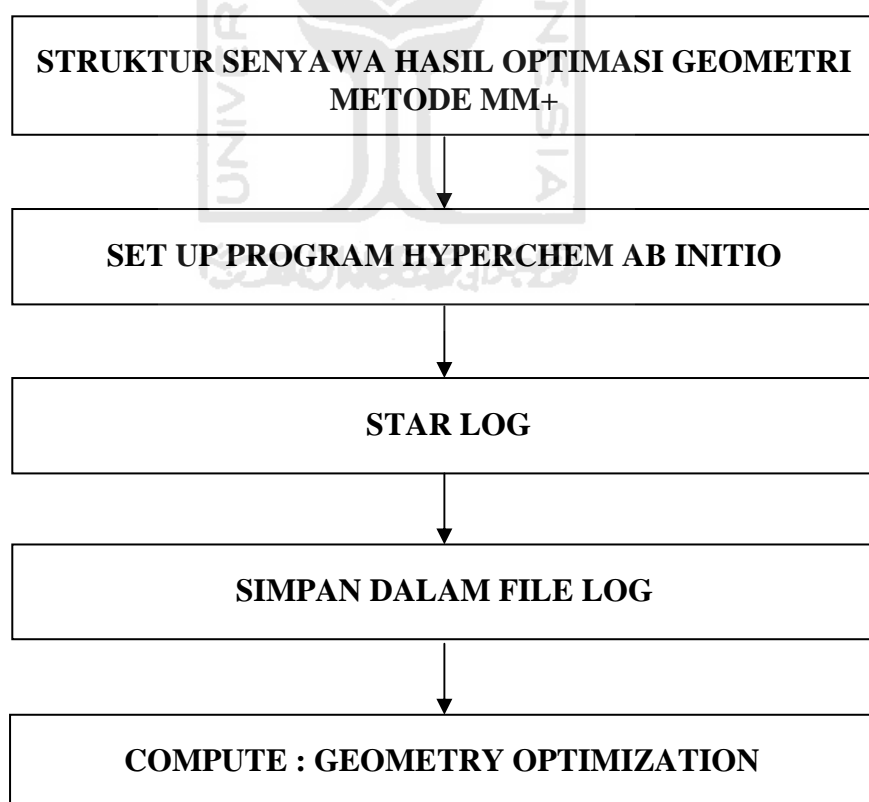 STRUKTUR SENYAWA HASIL OPTIMASI GEOMETRI
METODE MM+
SET UP PROGRAM HYPERCHEM AB INITIO
STAR LOG
SIMPAN DALAM FILE LOG
COMPUTE : GEOMETRY OPTIMIZATION